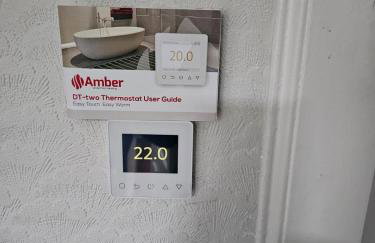 20.0
Amber
DT-two Thermostat User Guide
Easy Touch Easy Warm
22.0